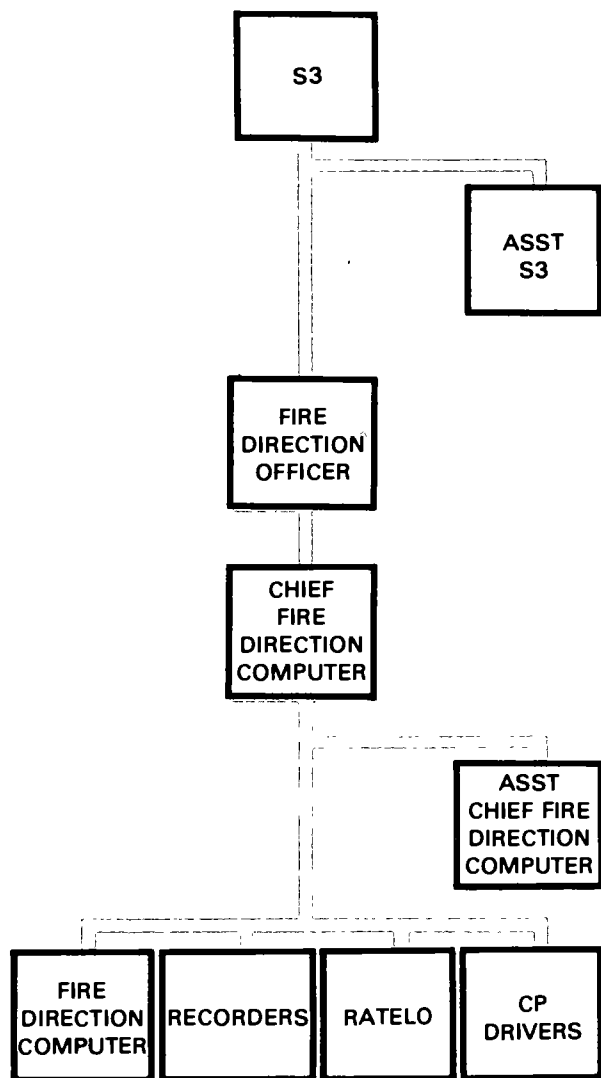 S3
ASST
S3
FIRE
DIRECTION
OFFICER
CHIEF
FIRE
DIRECTION
COMPUTER
ASST
CHIEF FIRE
DIRECTION
COMPUTER
FIRE
DIRECTION
COMPUTER
RECORDERS
RATELO
CP
DRIVERS